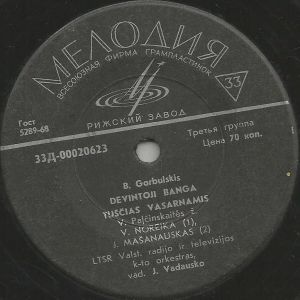 МЕЛОДИЯ
ВСЕСОЮЗНАЯ ФИРМА ГРАМПЛАСТИНОК
33
РИЖСКИЙ ЗАВОД
Гост
5289-68
Третья группа
Цена 70 коп.
33Д-00020623
B. Gorbulskis
DEVINTOJI BANGA
TUŠČIAS VASARNAMIS
V. Palčinskaitės ž.
V. NOREIKA (1),
J. MAŠANAUSKAS (2)
LTSR Valst. radijo ir televizijos
k-to orkestras,
vad. J. Vadausko